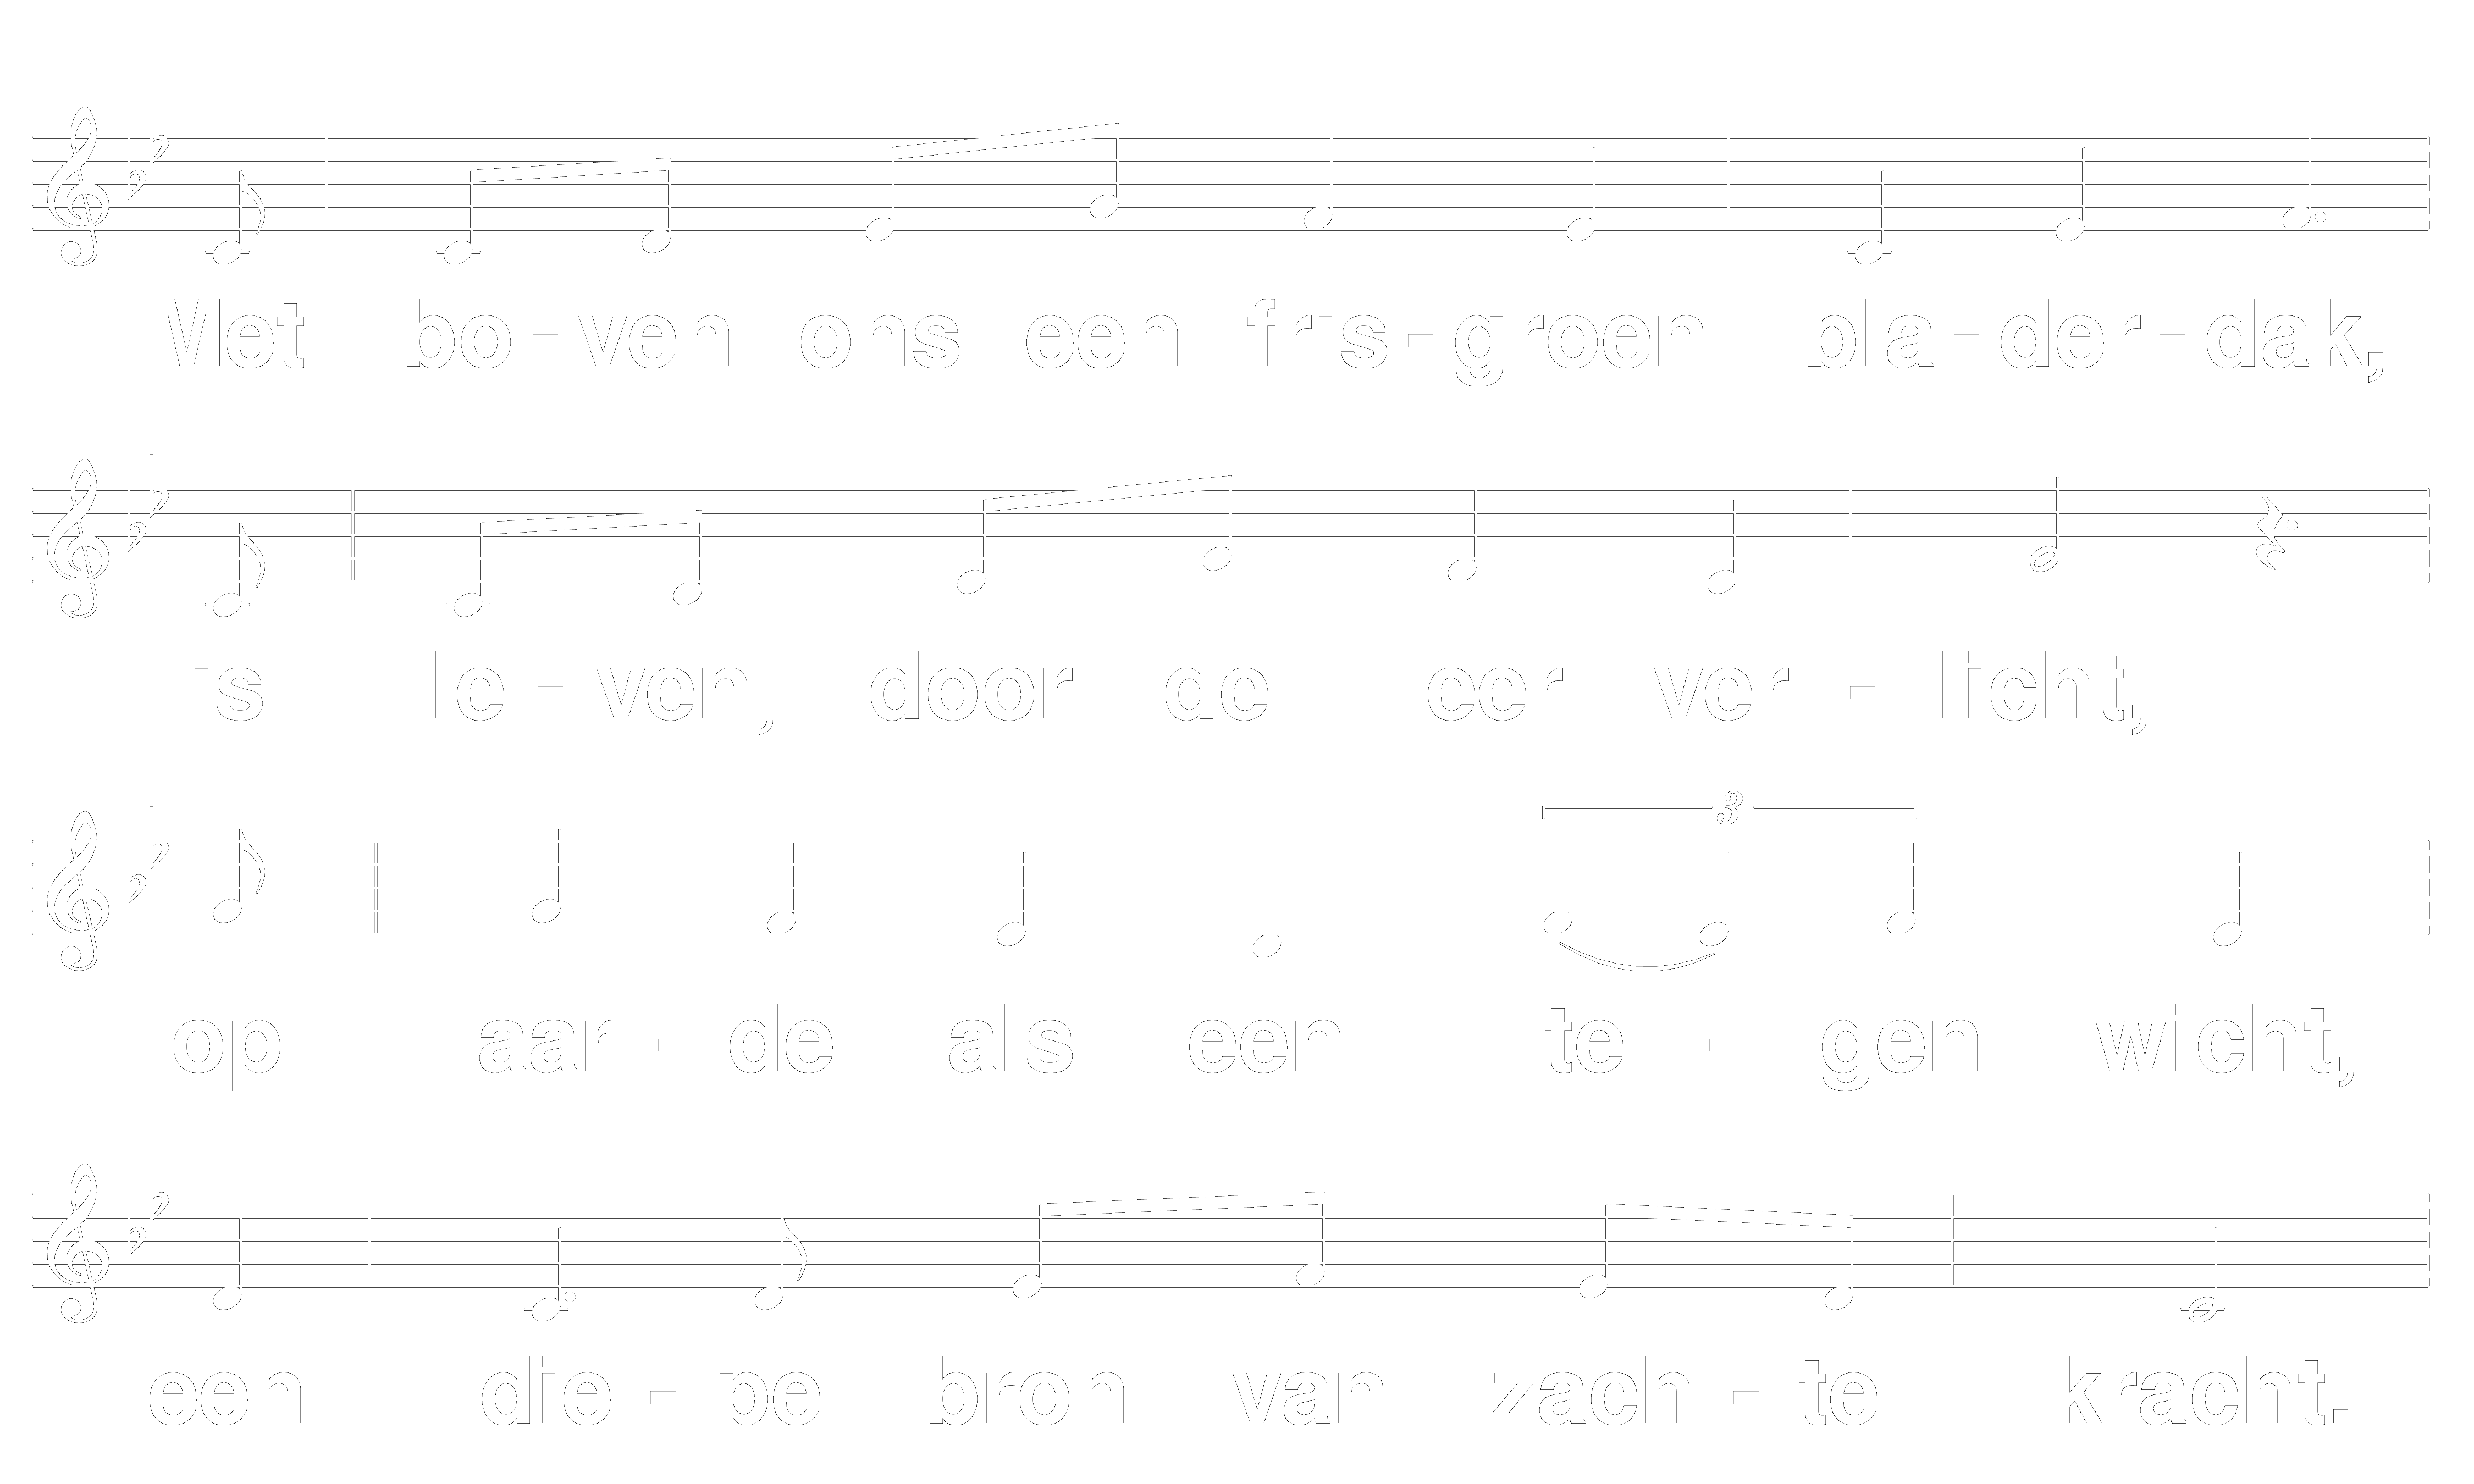 Met bo-ven ons een fris-groen bla-der-dak,
is le-ven, door de Heer ver-licht,
3
op aar-de als een te-gen-wicht,
een die-pe bron van zach-te kracht.